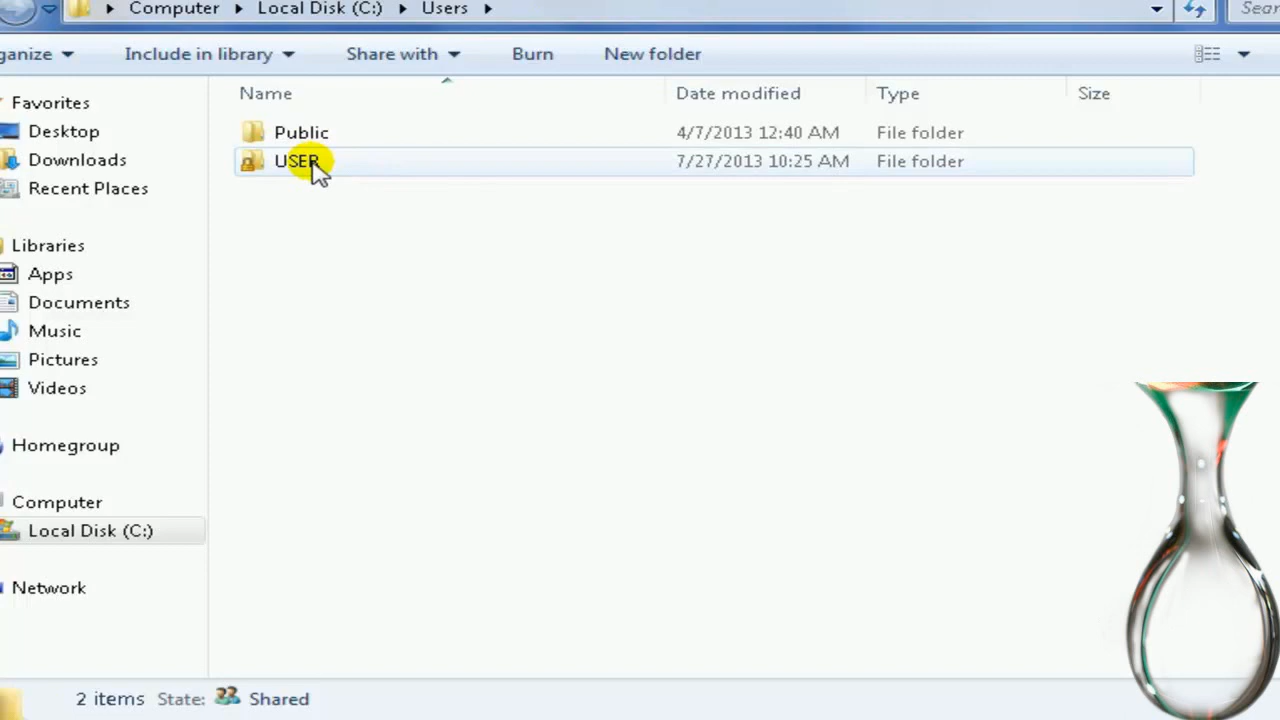 Computer Local Disk (C:) Users
ganize Include in library Share with Burn New folder
Name Date modified Type Size
Public 4/7/2013 12:40 AM File folder
USER 7/27/2013 10:25 AM File folder
Favorites
Desktop
Downloads
Recent Places
Libraries
Apps
Documents
Music
Pictures
Videos
Homegroup
Computer
Local Disk (C:)
Network
2 items State: Shared